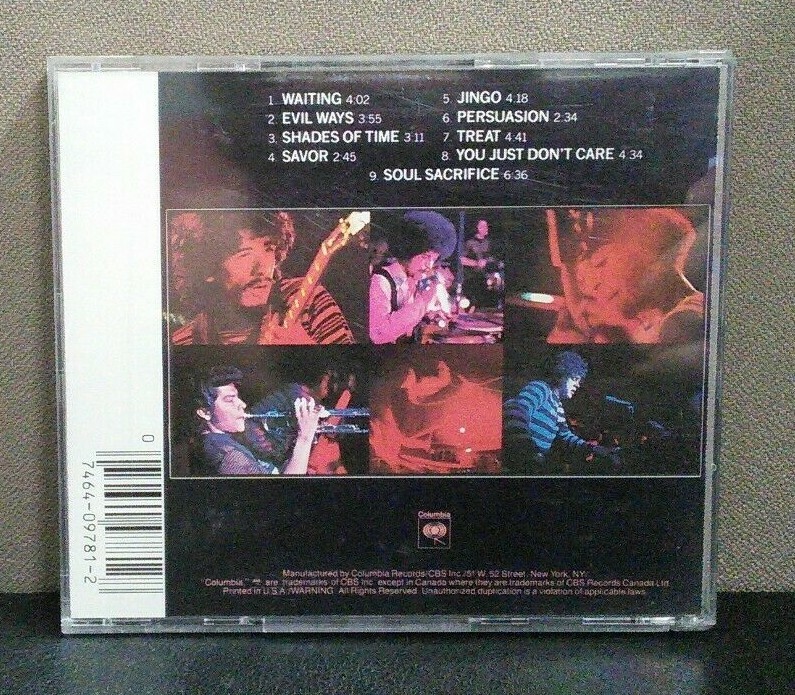 1. WAITING 4:02
2. EVIL WAYS 3:55
3. SHADES OF TIME 3:11
4. SAVOR 2:45
5. JINGO 4:18
6. PERSUASION 2:34
7. TREAT 4:41
8. YOU JUST DON'T CARE 4:34
9. SOUL SACRIFICE 6:36
0
7464-09781-2
Columbia
Manufactured by Columbia Records/CBS Inc./51 W. 52 Street, New York, NY/
"Columbia," are trademarks of CBS Inc. except in Canada where they are trademarks of CBS Records Canada Ltd.
Printed in U.S.A./WARNING: All Rights Reserved. Unauthorized duplication is a violation of applicable laws.